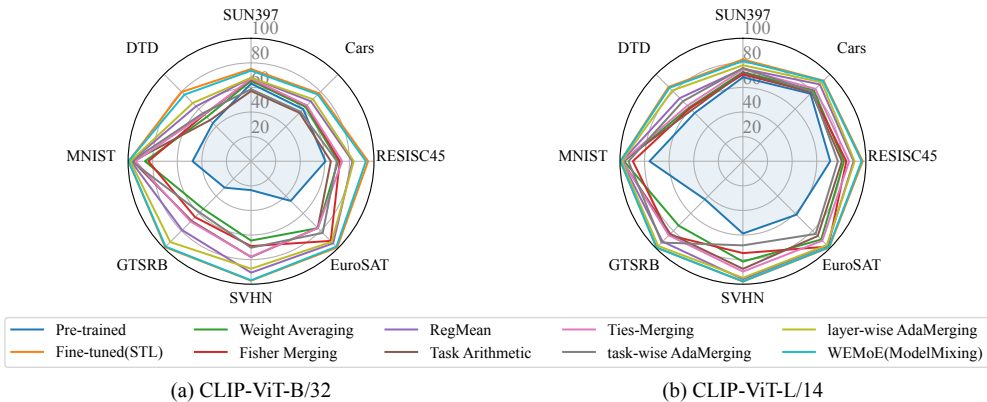 SUN397
100
80
60
40
20
DTD
Cars
MNIST
RESISC45
GTSRB
EuroSAT
SVHN
SUN397
100
80
60
40
20
DTD
Cars
MNIST
RESISC45
GTSRB
EuroSAT
SVHN
Pre-trained
Weight Averaging
RegMean
Ties-Merging
layer-wise AdaMerging
Fine-tuned(STL)
Fisher Merging
Task Arithmetic
task-wise AdaMerging
WEMoE(ModelMixing)
(a) CLIP-ViT-B/32
(b) CLIP-ViT-L/14